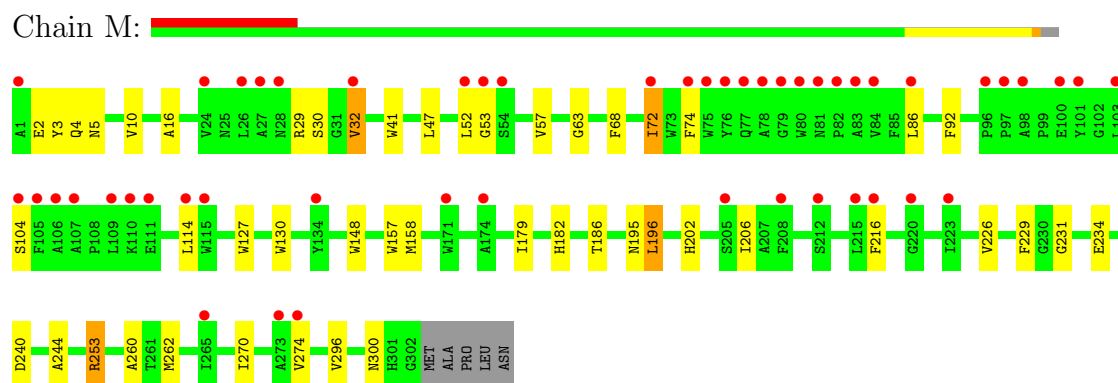 Chain M:
A1 E2 Y3 Q4 N5 V10 A16 V24 N25 L26 A27 N28 R29 S30 G31 V32 W41 L47 L52 G53 S54 V57 G63 F68 I72 W73 F74 W75 Y76 Q77 A78 G79 W80 N81 P82 A83 V84 F85 L86 F92 P96 P97 A98 P99 E100 Y101 G102 L103
S104 F105 A106 A107 P108 L109 K110 E111 L114 W115 W127 W130 Y134 W148 W157 M158 W171 A174 I179 H182 T186 N195 L196 H202 S205 I206 A207 F208 S212 L215 F216 G220 I223 V226 F229 G230 G231 E234
D240 A244 R253 A260 T261 M262 I265 I270 A273 V274 V296 N300 H301 G302 MET ALA PRO LEU ASN